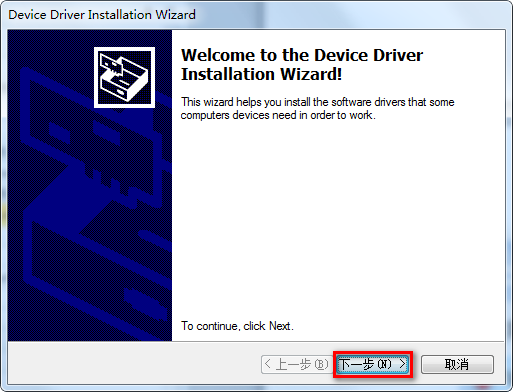 Device Driver Installation Wizard
Welcome to the Device Driver
Installation Wizard!
This wizard helps you install the software drivers that some
computers devices need in order to work.
To continue, click Next.
< 上一步(B) 下一步(N) > 取消